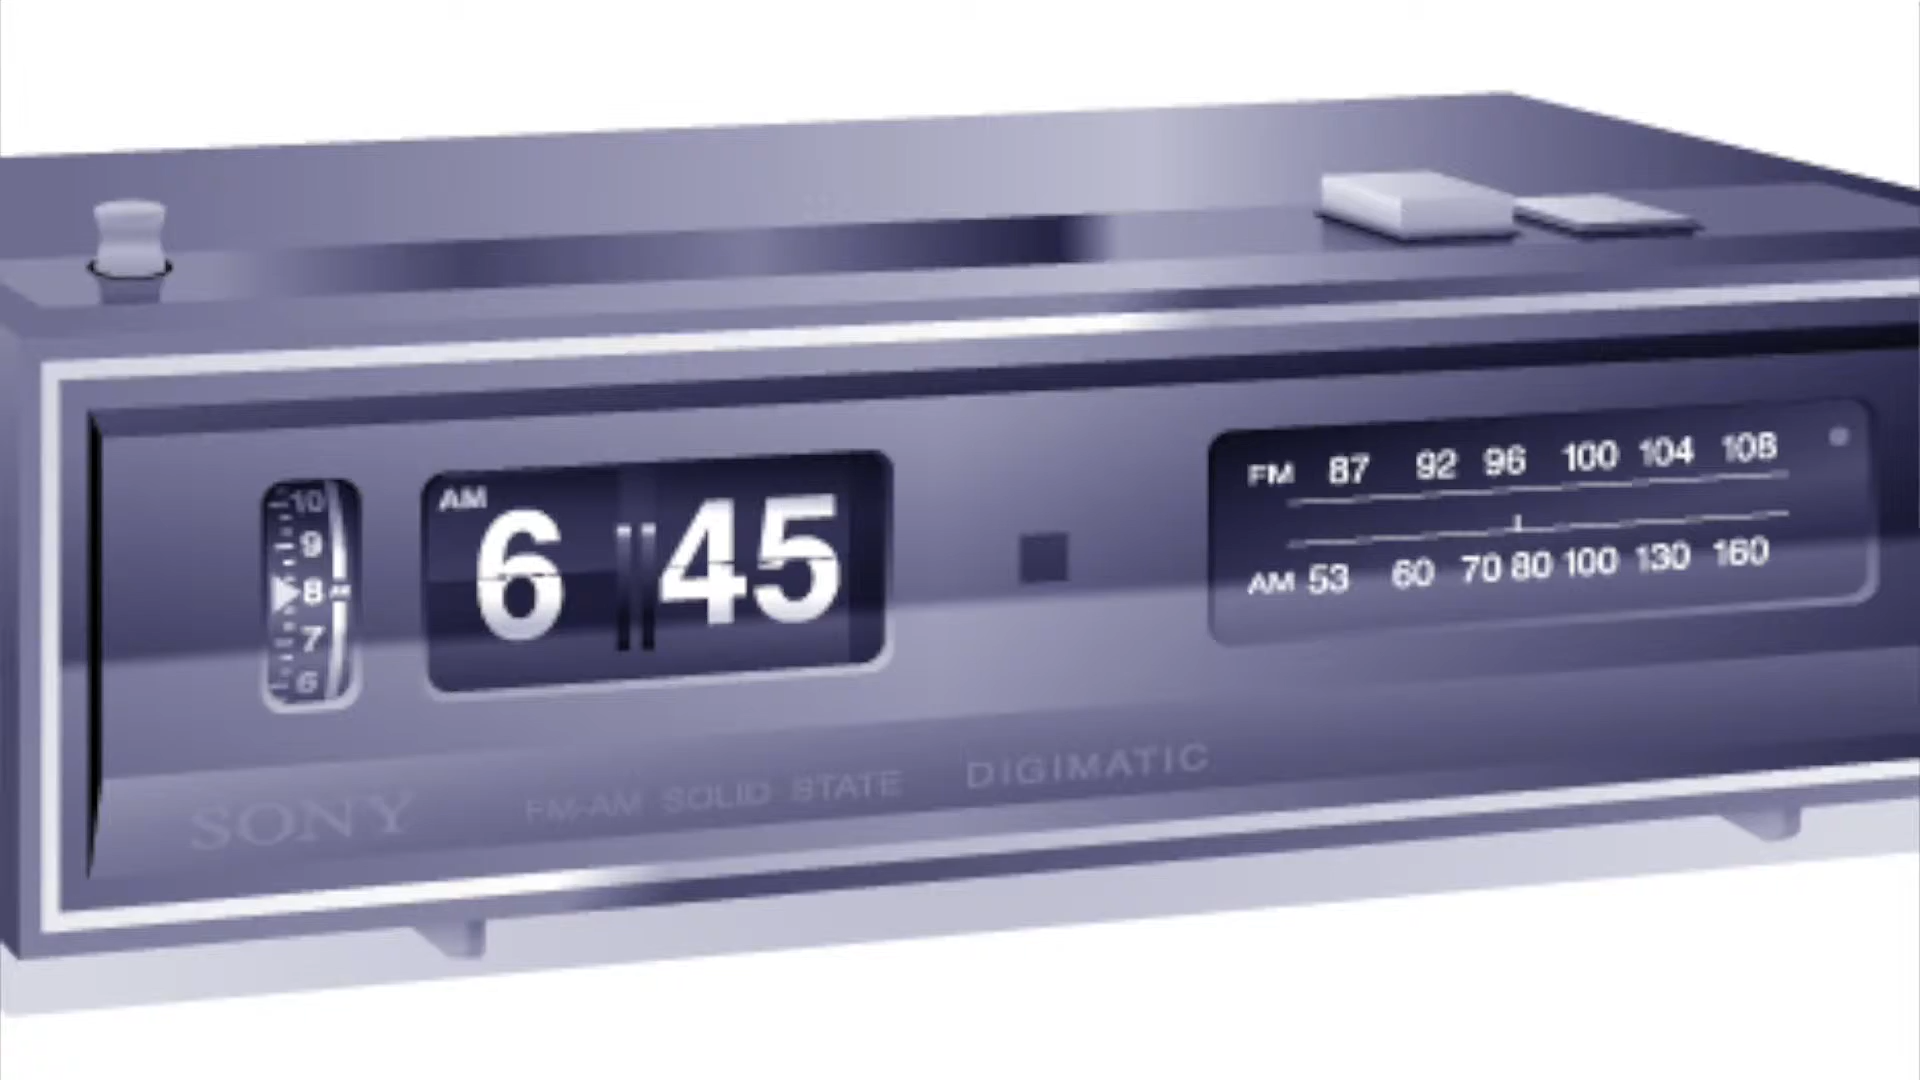 10
9
8
7
6
AM
6 45
FM 87 92 96 100 104 108
AM 53 60 70 80 100 130 160
SONY FM-AM SOLID STATE DIGIMATIC